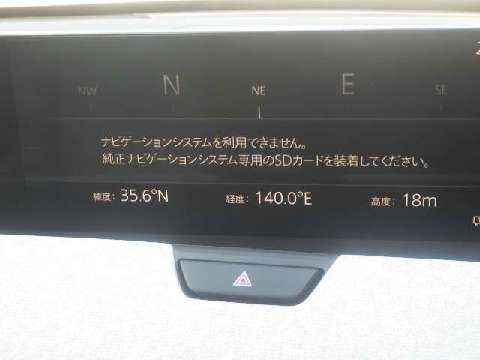 NW N NE E SE
ナビゲーションシステムを利用できません。
純正ナビゲーションシステム専用のSDカードを装着してください。
緯度: 35.6°N 経度: 140.0°E 高度: 18m